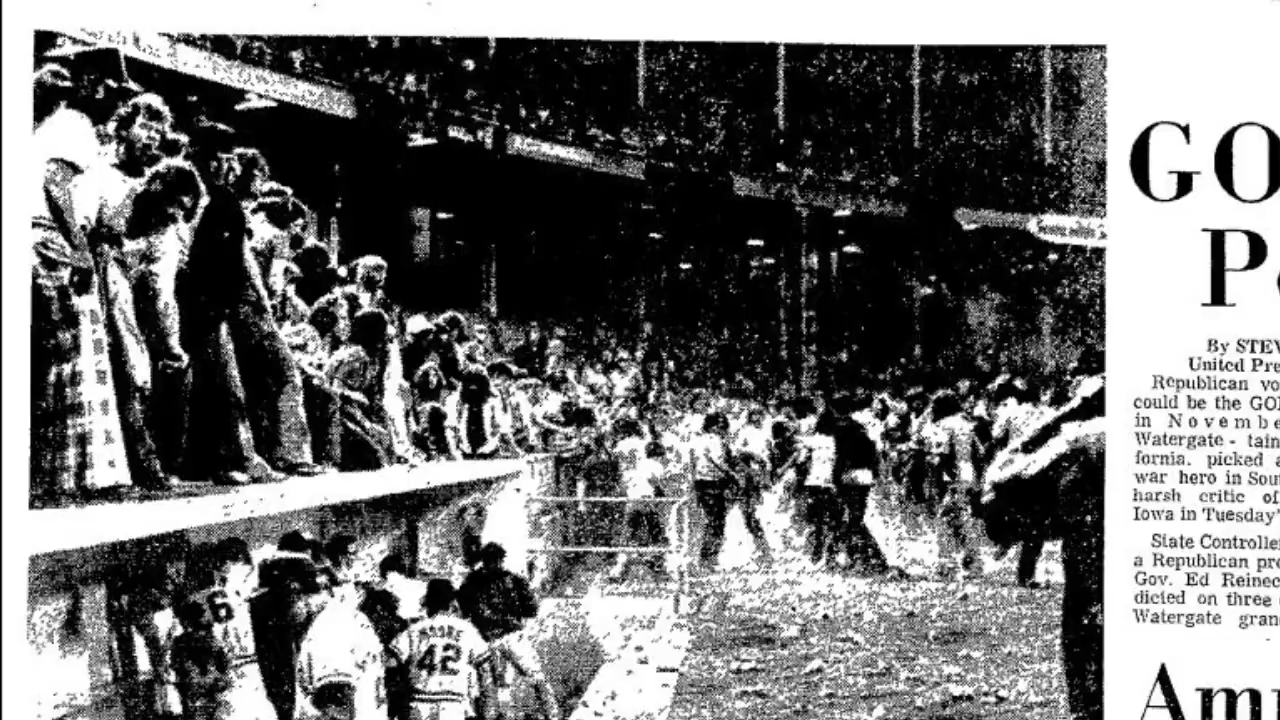 6
MOORE
42
GO
P
By STEV
United Pre
Republican vo
could be the GO
in Novembe
Watergate - tain
fornia. picked a
war hero in Sou
harsh critic of
Iowa in Tuesday'
State Controller
a Republican pro
Gov. Ed Reinec
dicted on three
Watergate gran
Am